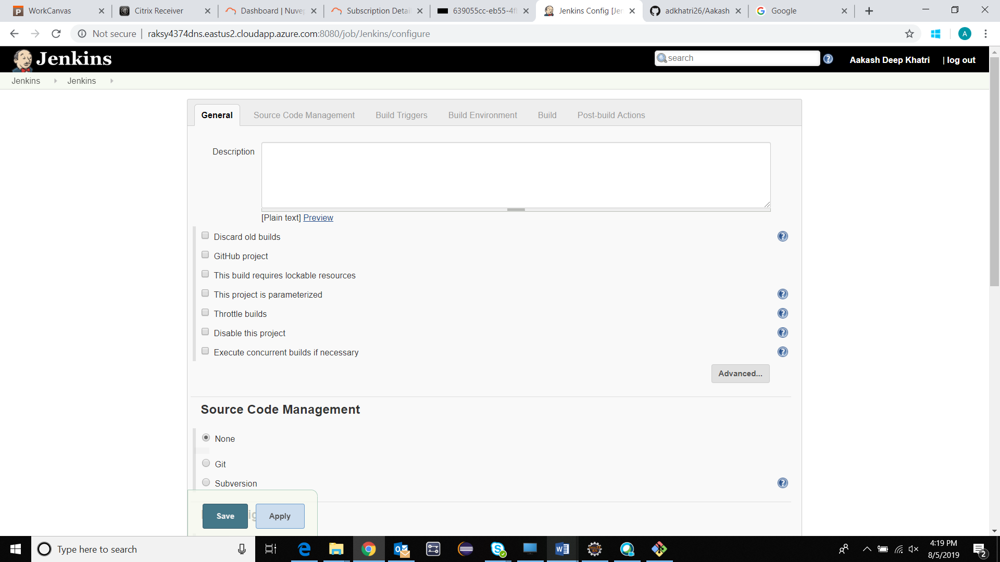 WorkCanvas
Citrix Receiver
Dashboard | Nuvep
Subscription Detail
639055cc-eb55-4f
Jenkins Config [Jen
adkhatri26/Aakash
Google
Not secure | raksy4374dns.eastus2.cloudapp.azure.com:8080/job/Jenkins/configure
A
Jenkins
search
Aakash Deep Khatri
| log out
Jenkins
Jenkins
General
Source Code Management
Build Triggers
Build Environment
Build
Post-build Actions
Description
[Plain text] Preview
Discard old builds
GitHub project
This build requires lockable resources
This project is parameterized
Throttle builds
Disable this project
Execute concurrent builds if necessary
Advanced...
Source Code Management
None
Git
Subversion
Save
Apply
Type here to search
4:19 PM
8/5/2019
2